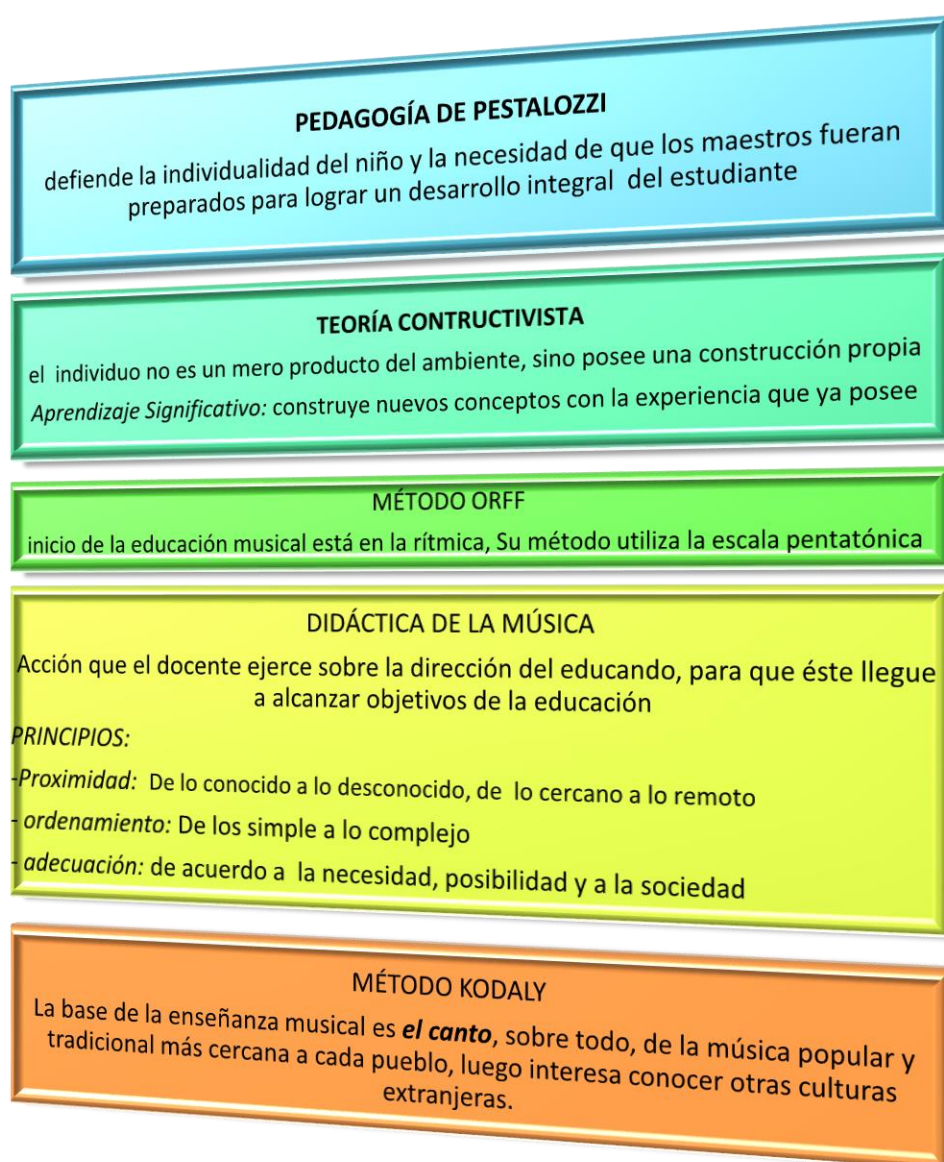 PEDAGOGÍA DE PESTALOZZI
defiende la individualidad del niño y la necesidad de que los maestros fueran
preparados para lograr un desarrollo integral del estudiante
TEORÍA CONTRUCTIVISTA
el individuo no es un mero producto del ambiente, sino posee una construcción propia
Aprendizaje Significativo: construye nuevos conceptos con la experiencia que ya posee
MÉTODO ORFF
inicio de la educación musical está en la rítmica, Su método utiliza la escala pentatónica
DIDÁCTICA DE LA MÚSICA
Acción que el docente ejerce sobre la dirección del educando, para que éste llegue
a alcanzar objetivos de la educación
PRINCIPIOS:
-Proximidad: De lo conocido a lo desconocido, de lo cercano a lo remoto
- ordenamiento: De los simple a lo complejo
- adecuación: de acuerdo a la necesidad, posibilidad y a la sociedad
MÉTODO KODALY
La base de la enseñanza musical es el canto, sobre todo, de la música popular y
tradicional más cercana a cada pueblo, luego interesa conocer otras culturas
extranjeras.